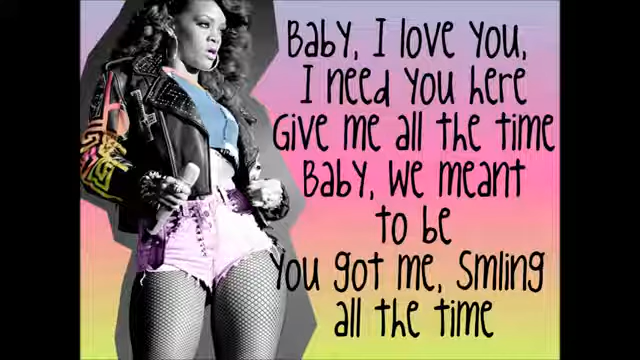 Baby, I love you,
I need you here
Give me all the time
Baby, we meant
to be
You got me, Smling
all the time